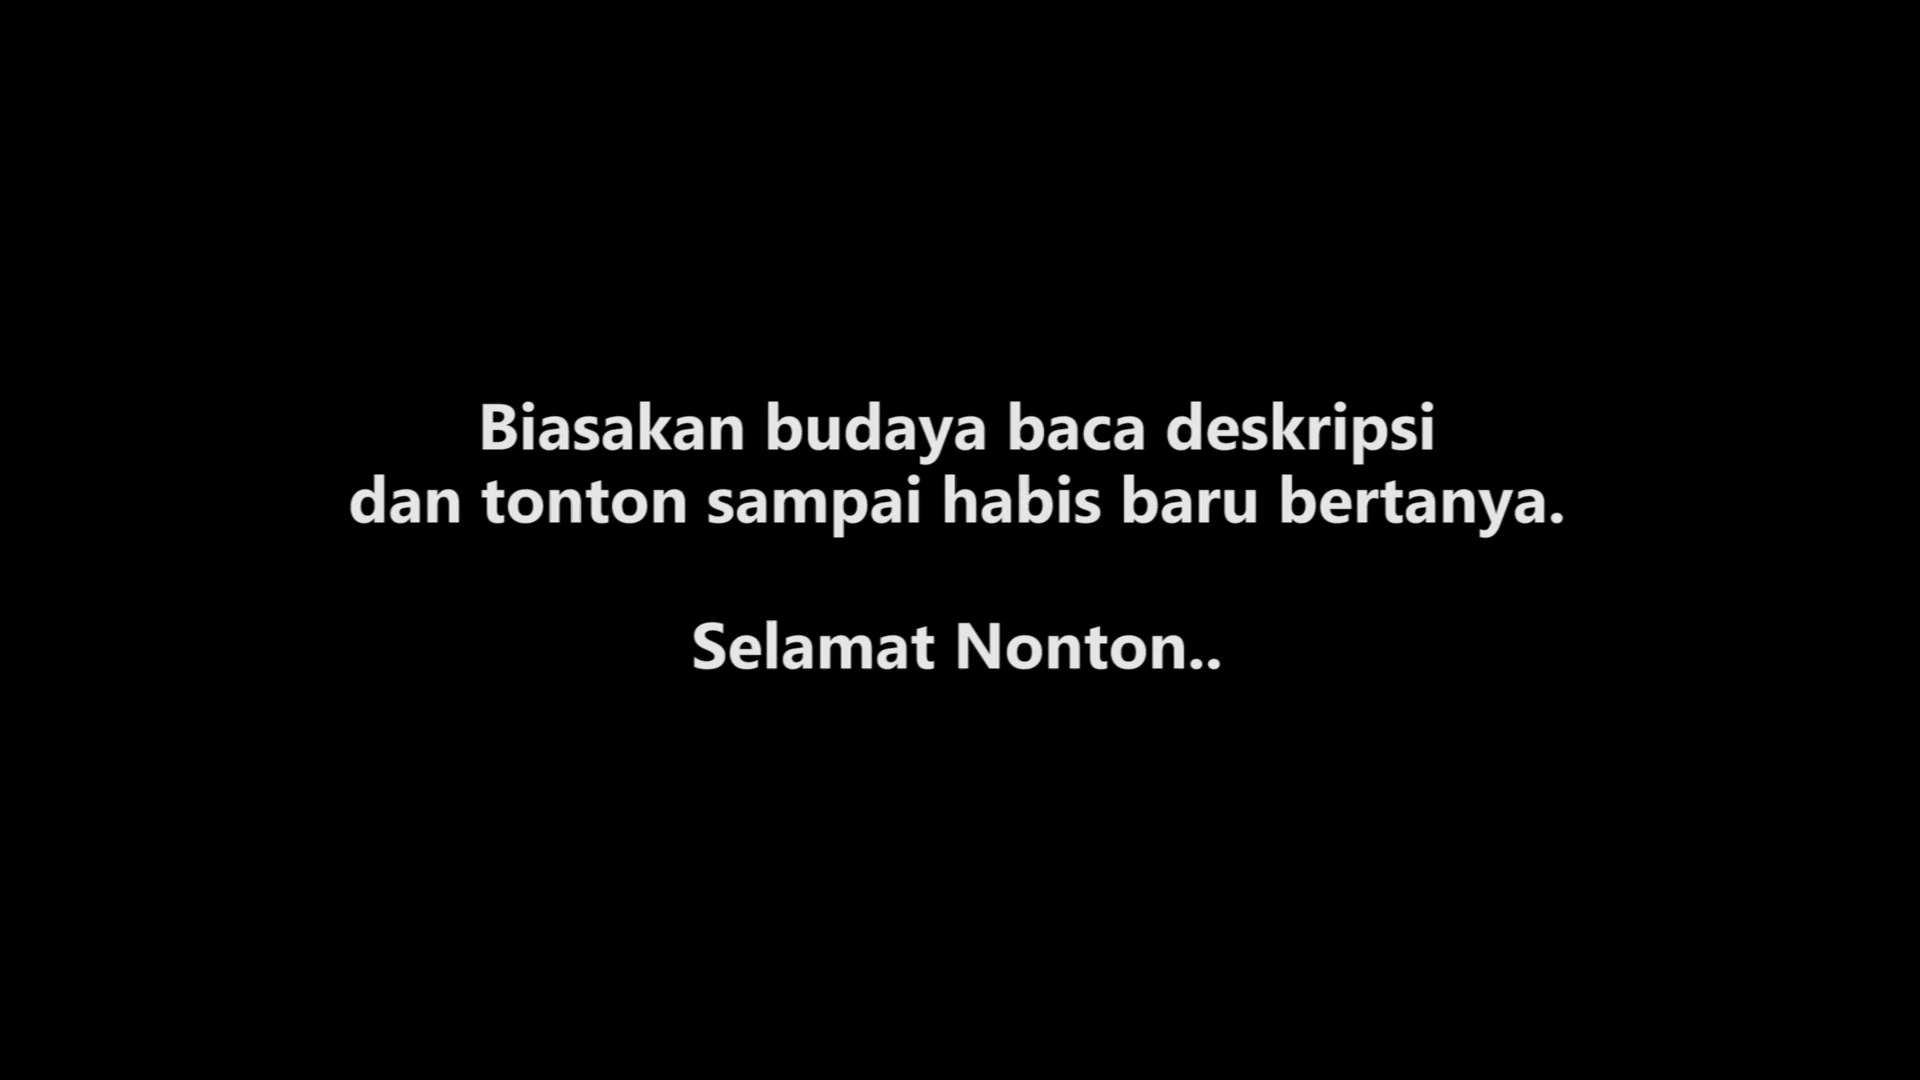 Biasakan budaya baca deskripsi
dan tonton sampai habis baru bertanya.
Selamat Nonton..